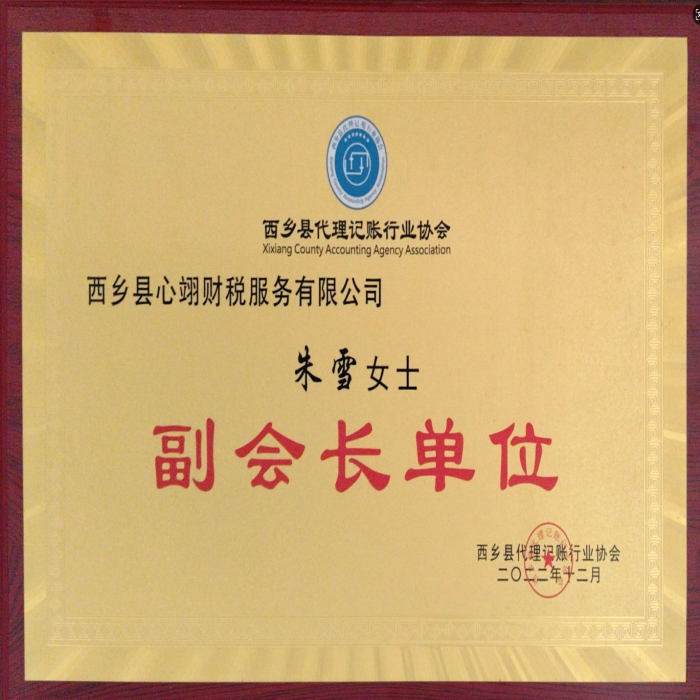 西乡县代理记账行业协会
Xixiang County Accounting Agency Association
西乡县心翊财税服务有限公司
朱雪女士
副会长单位
西乡县代理记账行业协会
二〇二二年十二月